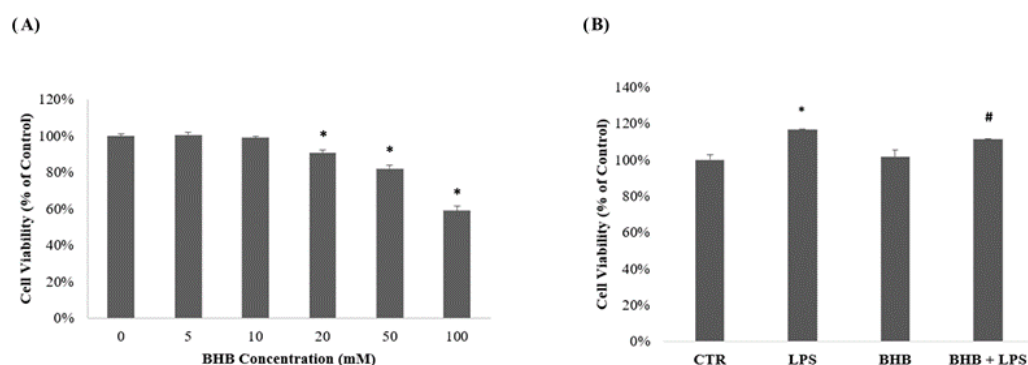 (A)
120%
100%
80%
60%
40%
20%
0%
Cell Viability (% of Control)
* * *
0 5 10 20 50 100
BHB Concentration (mM)
(B)
140%
120%
100%
80%
60%
40%
20%
0%
Cell Viability (% of Control)
* #
CTR LPS BHB BHB + LPS